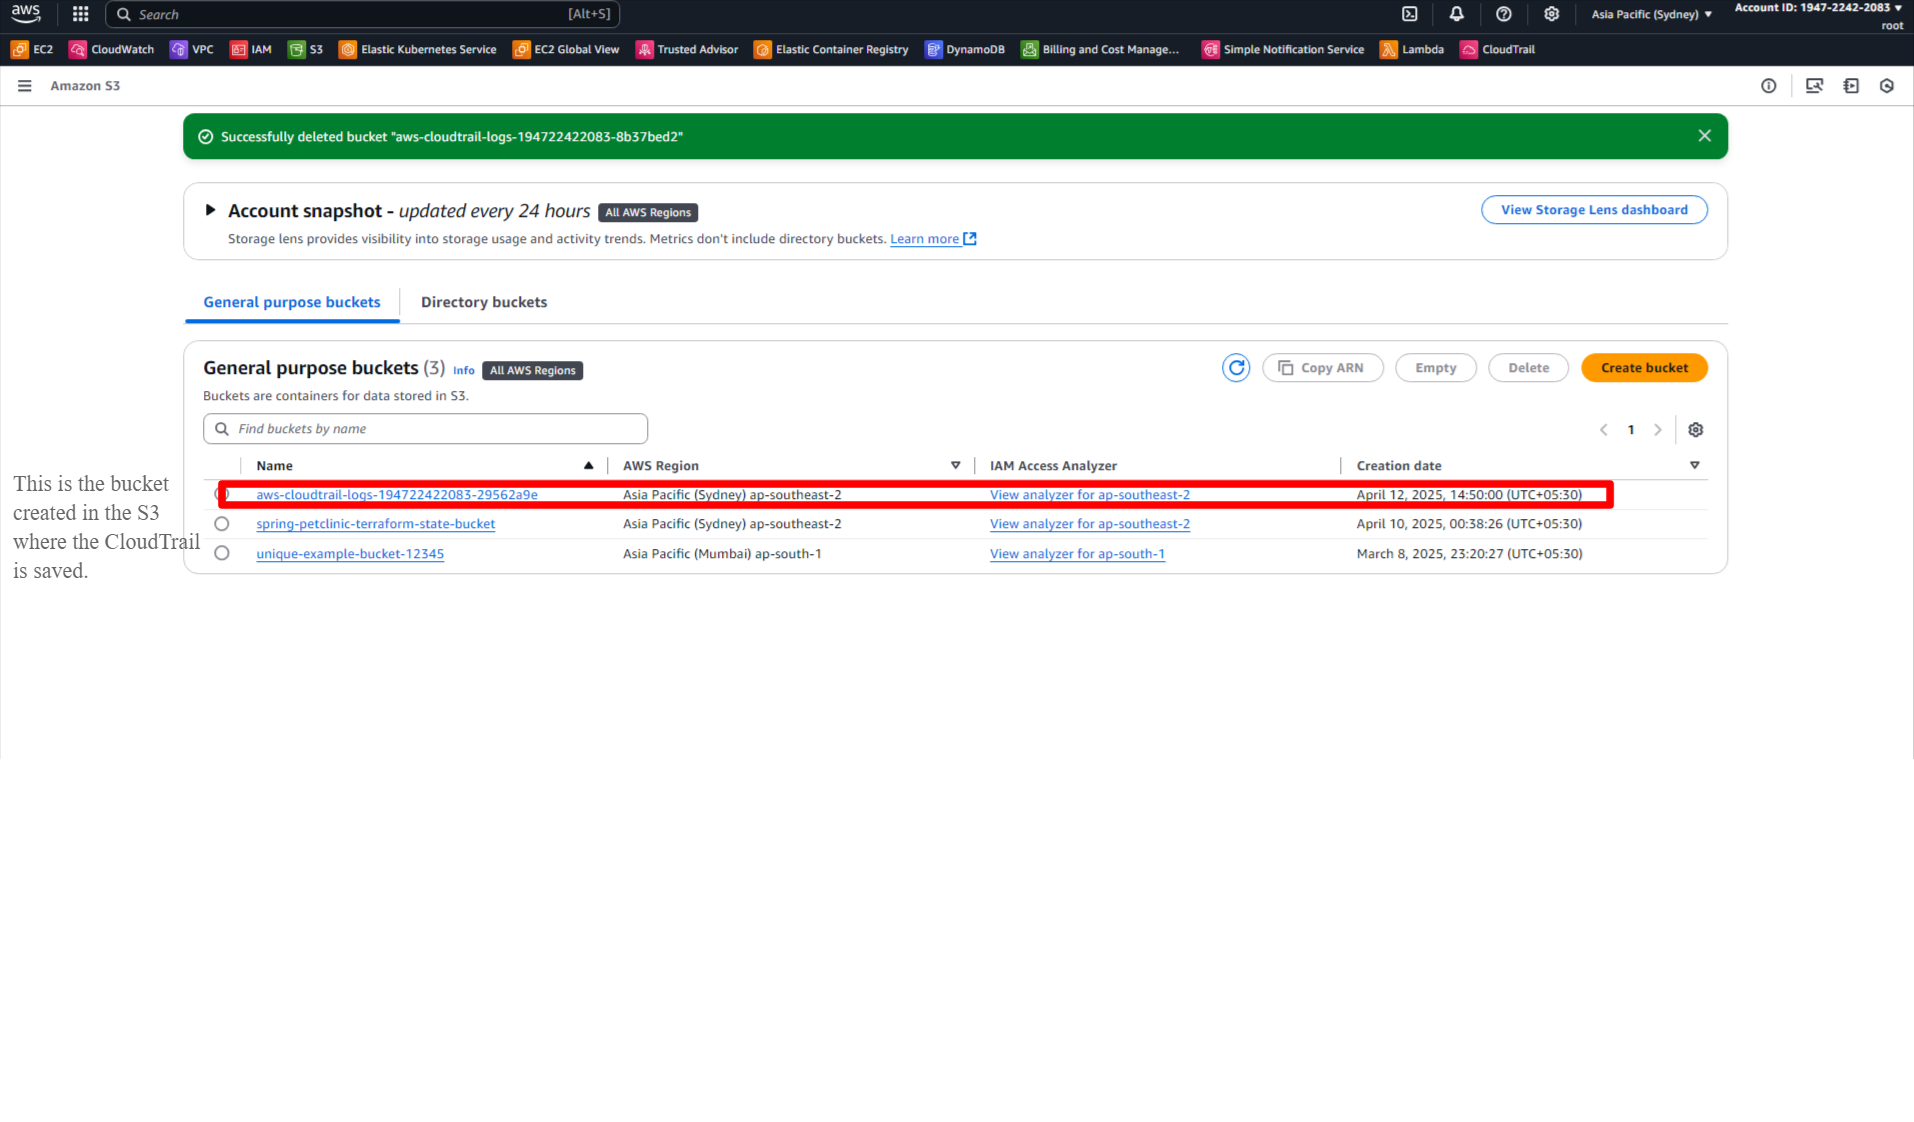 aws
Search [Alt+S]
Asia Pacific (Sydney) ▼
Account ID: 1947-2242-2083 ▼
root
EC2 CloudWatch VPC IAM S3 Elastic Kubernetes Service EC2 Global View Trusted Advisor Elastic Container Registry DynamoDB Billing and Cost Manage... Simple Notification Service Lambda CloudTrail
Amazon S3
Successfully deleted bucket "aws-cloudtrail-logs-194722422083-8b37bed2"
Account snapshot - updated every 24 hours All AWS Regions
View Storage Lens dashboard
Storage lens provides visibility into storage usage and activity trends. Metrics don't include directory buckets. Learn more
General purpose buckets Directory buckets
General purpose buckets (3) Info All AWS Regions
Copy ARN Empty Delete Create bucket
Buckets are containers for data stored in S3.
Find buckets by name
1
Name AWS Region IAM Access Analyzer Creation date
aws-cloudtrail-logs-194722422083-29562a9e Asia Pacific (Sydney) ap-southeast-2 View analyzer for ap-southeast-2 April 12, 2025, 14:50:00 (UTC+05:30)
spring-petclinic-terraform-state-bucket Asia Pacific (Sydney) ap-southeast-2 View analyzer for ap-southeast-2 April 10, 2025, 00:38:26 (UTC+05:30)
unique-example-bucket-12345 Asia Pacific (Mumbai) ap-south-1 View analyzer for ap-south-1 March 8, 2025, 23:20:27 (UTC+05:30)
This is the bucket
created in the S3
where the CloudTrail
is saved.